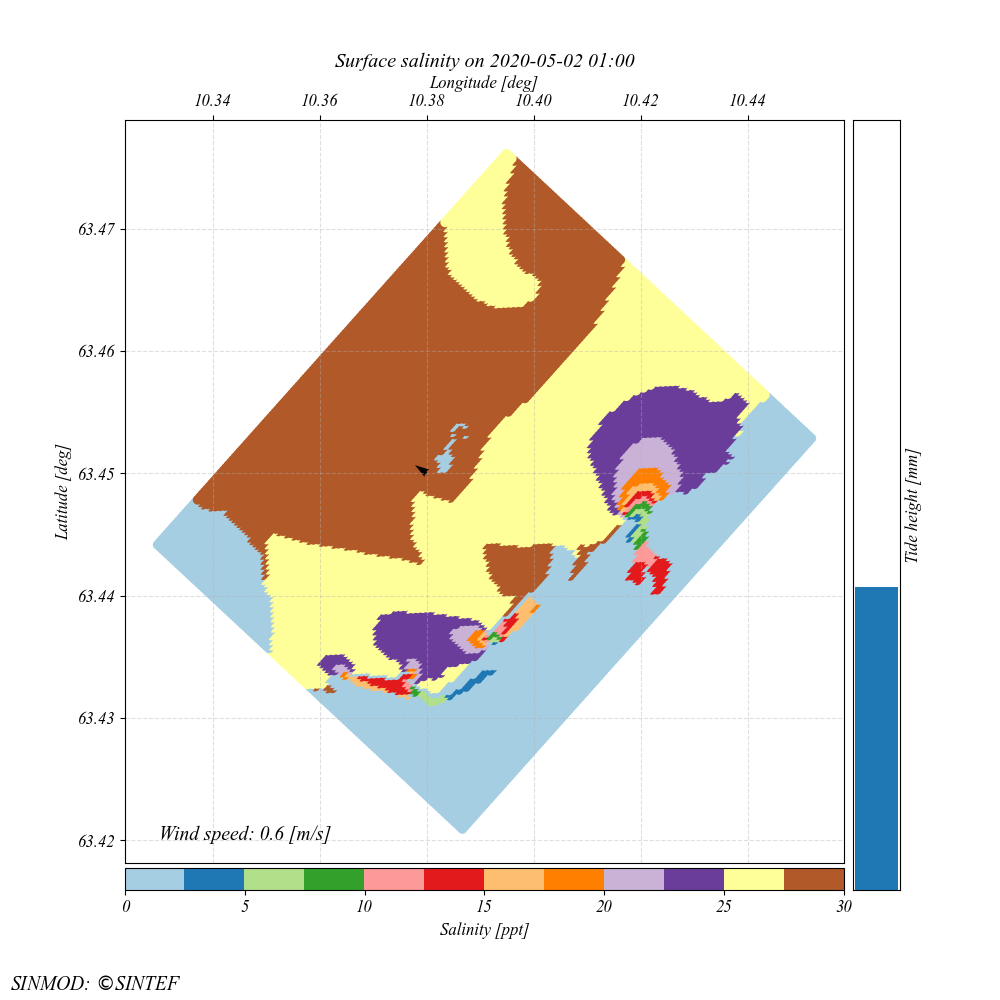 Surface salinity on 2020-05-02 01:00
Longitude [deg]
10.34 10.36 10.38 10.40 10.42 10.44
63.47
63.46
63.45
63.44
63.43
63.42
Latitude [deg]
Tide height [mm]
Wind speed: 0.6 [m/s]
0 5 10 15 20 25 30
Salinity [ppt]
SINMOD: ©SINTEF